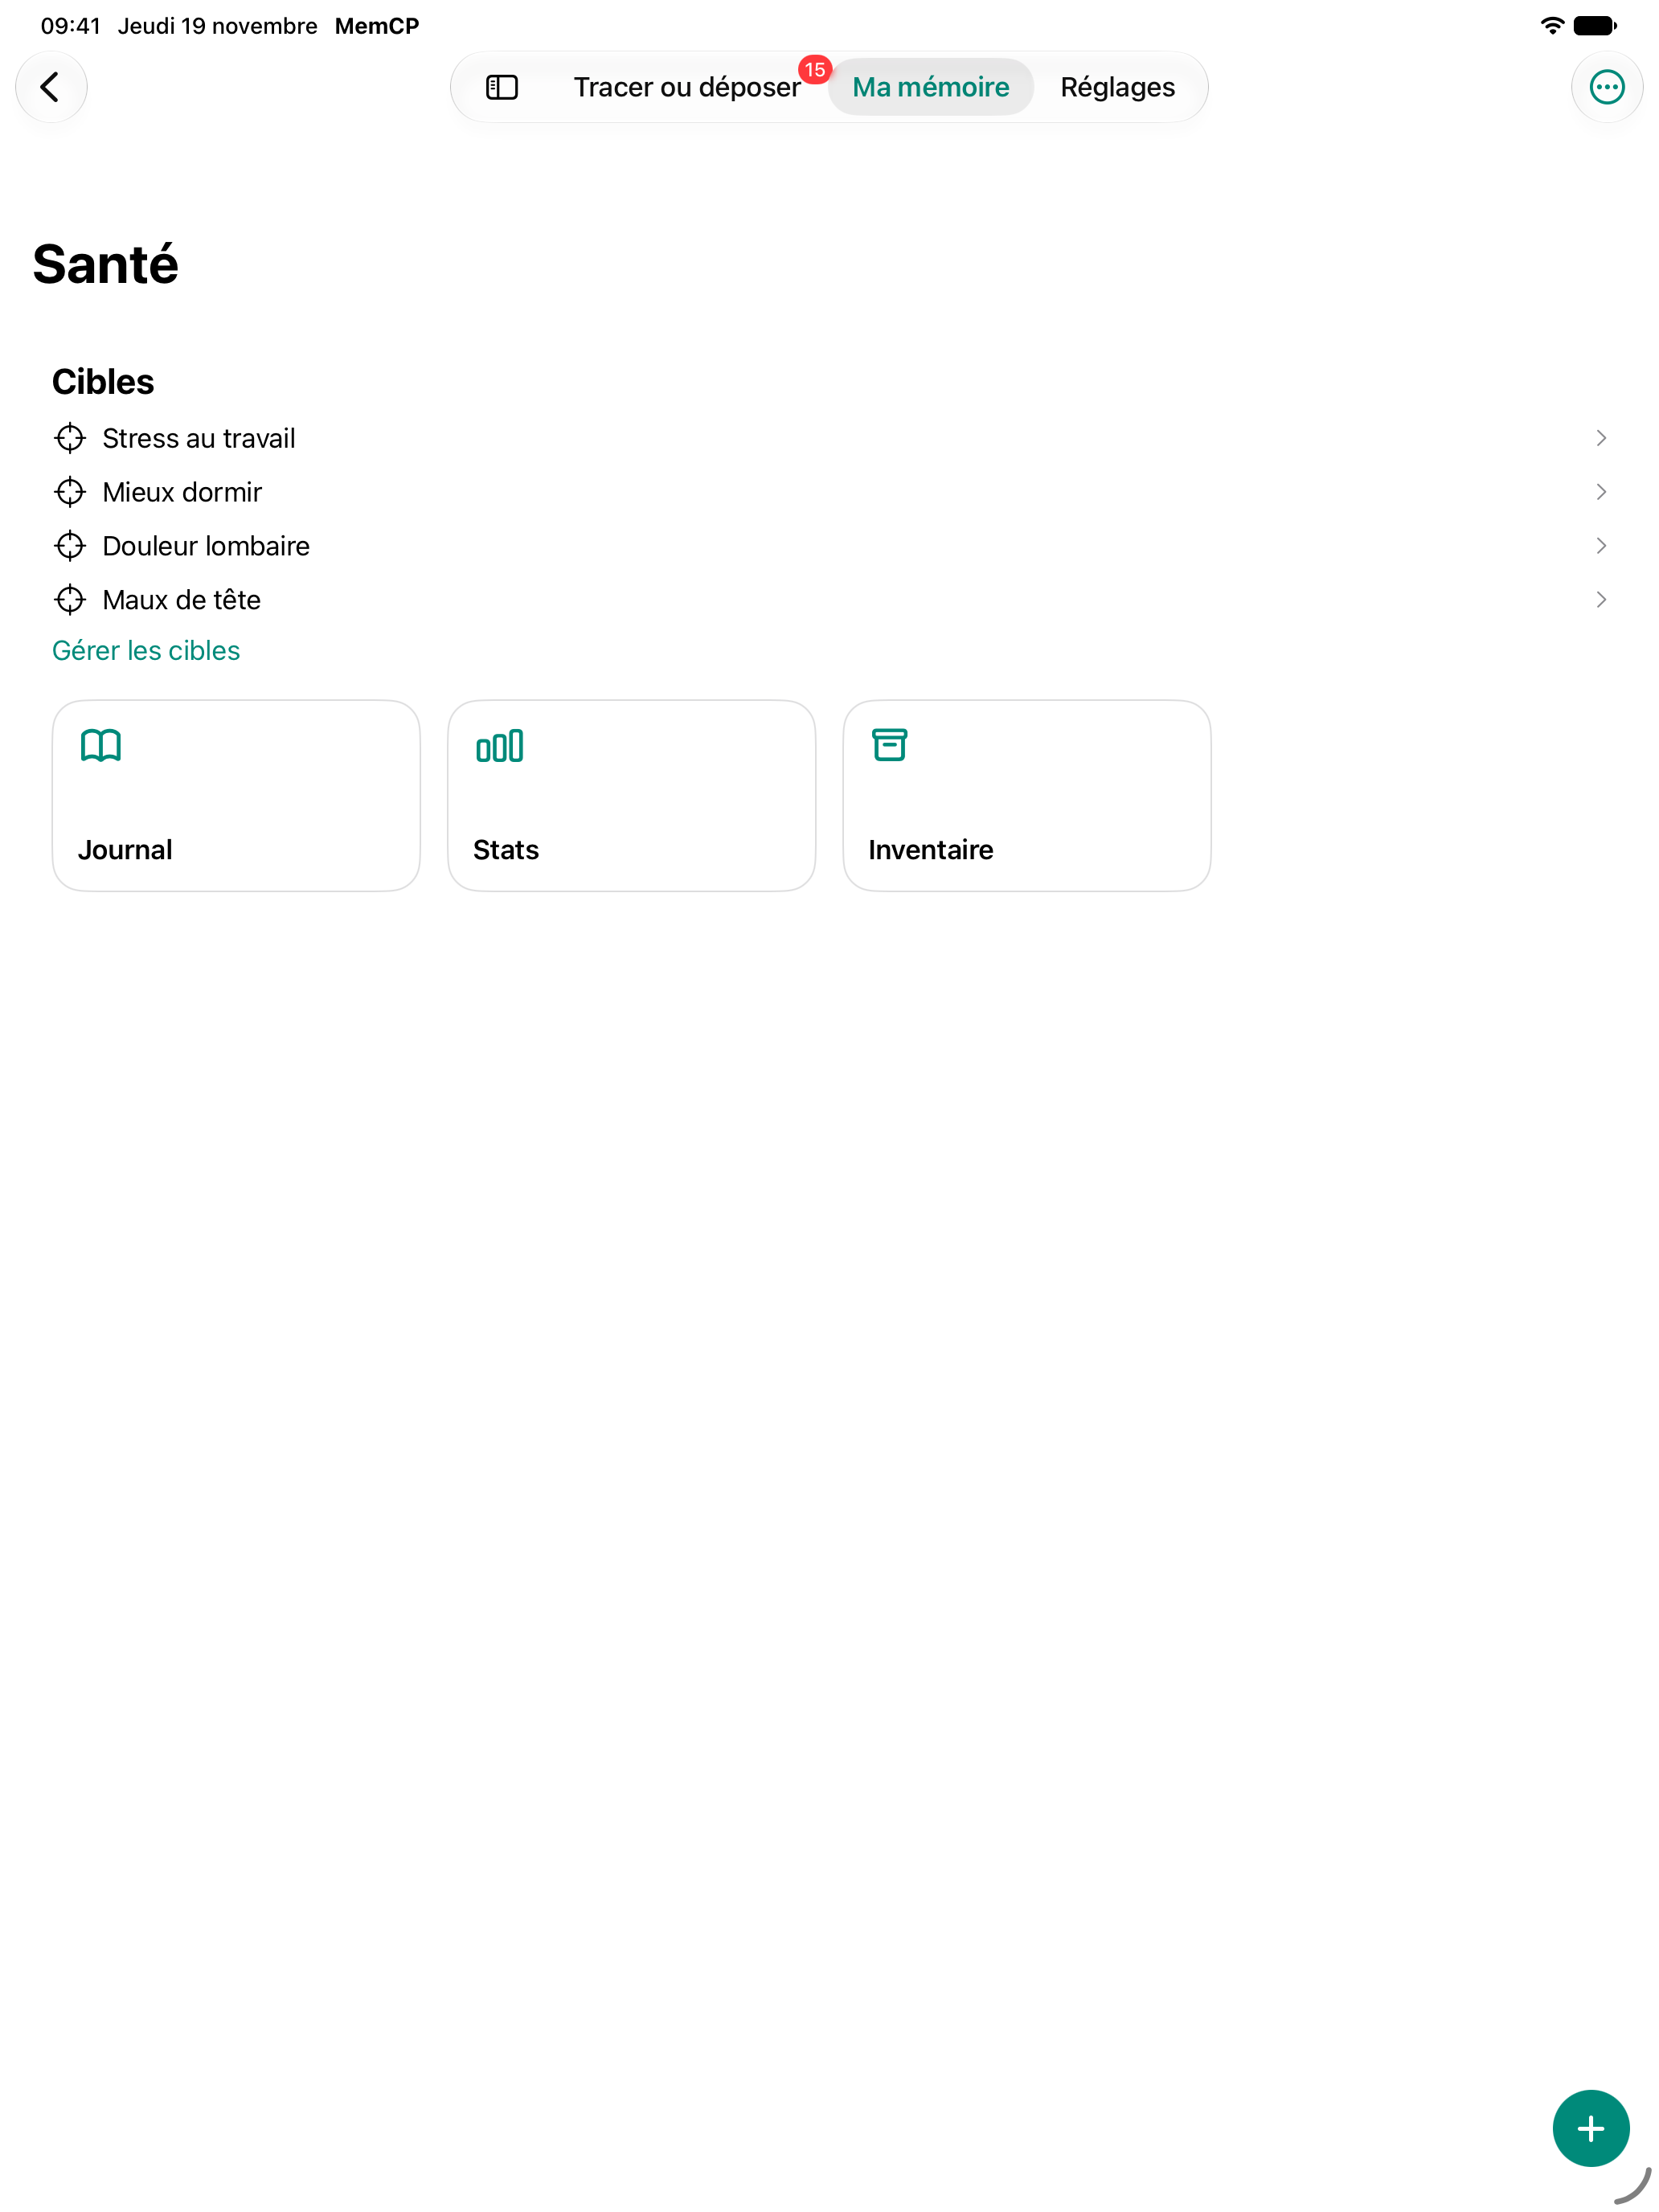 09:41 Jeudi 19 novembre MemCP
Tracer ou déposer 15 Ma mémoire Réglages
Santé
Cibles
Stress au travail
Mieux dormir
Douleur lombaire
Maux de tête
Gérer les cibles
Journal Stats Inventaire